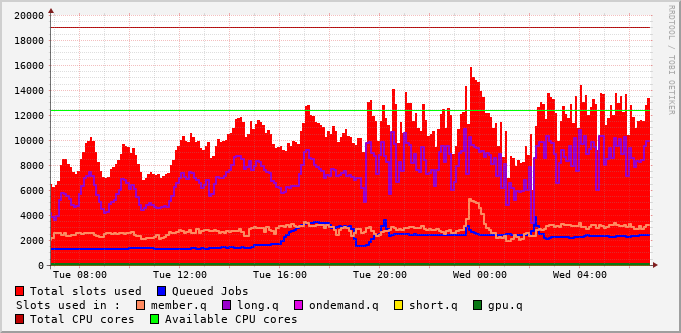 20000
18000
16000
14000
12000
10000
8000
6000
4000
2000
0
Tue 08:00 Tue 12:00 Tue 16:00 Tue 20:00 Wed 00:00 Wed 04:00
Total slots used Queued Jobs
Slots used in : member.q long.q ondemand.q short.q gpu.q
Total CPU cores Available CPU cores
RRDTOOL / TOBI OETIKER